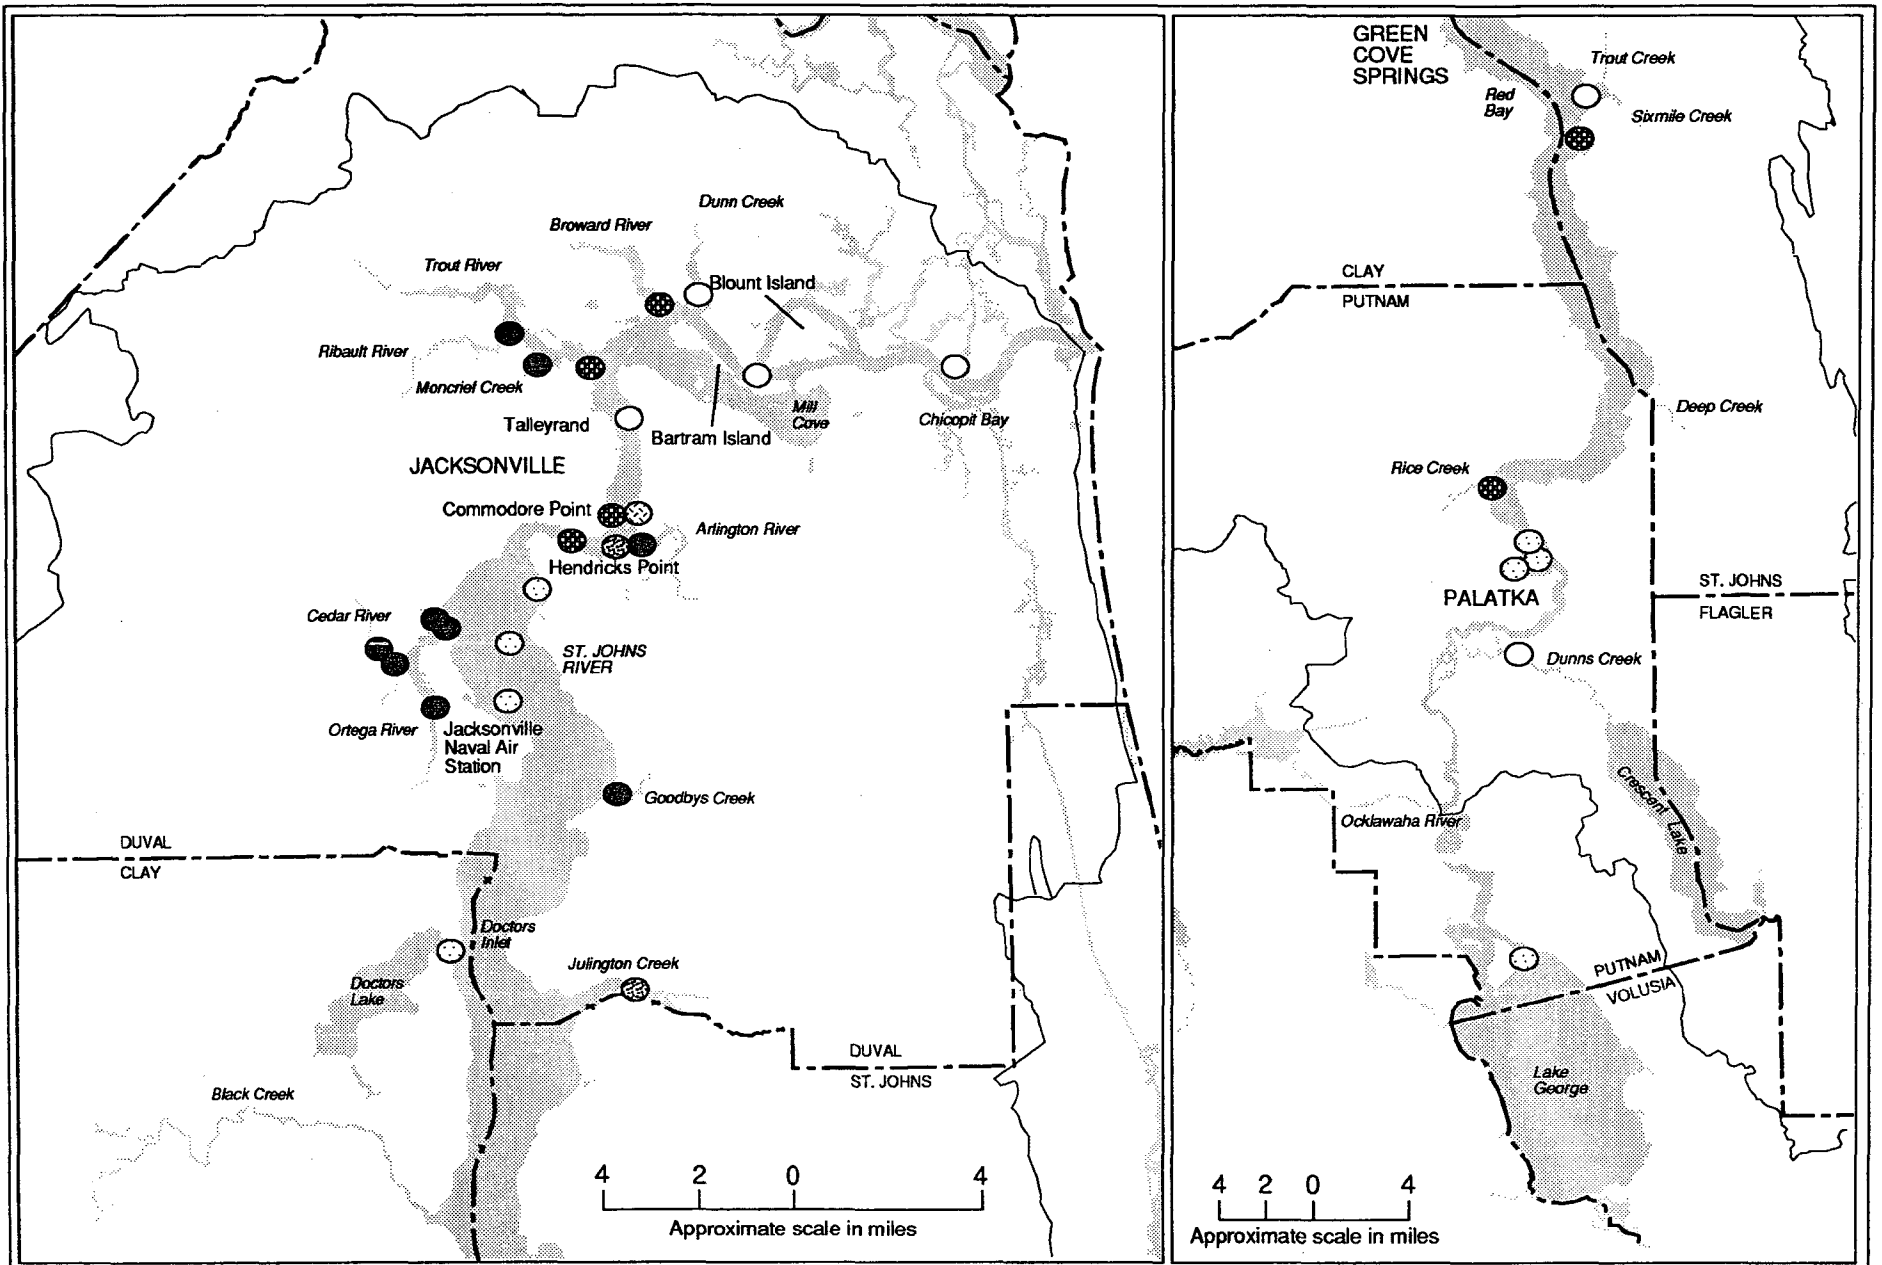 Dunn Creek
Broward River
Trout River
Blount Island
Ribault River
Moncrief Creek
Mill
Cove
Chicopit Bay
Talleyrand
Bartram Island
JACKSONVILLE
Commodore Point
Arlington River
Hendricks Point
Cedar River
ST. JOHNS
RIVER
Ortega River
Jacksonville
Naval Air
Station
Goodbys Creek
DUVAL
CLAY
Doctors
Inlet
Julington Creek
Doctors
Lake
DUVAL
ST. JOHNS
Black Creek
4 2 0 4
Approximate scale in miles
GREEN
COVE
SPRINGS
Trout Creek
Red
Bay
Sixmile Creek
CLAY
PUTNAM
Deep Creek
Rice Creek
ST. JOHNS
FLAGLER
PALATKA
Dunns Creek
Crescent Lake
Ocklawaha River
PUTNAM
VOLUSIA
Lake
George
4 2 0 4
Approximate scale in miles